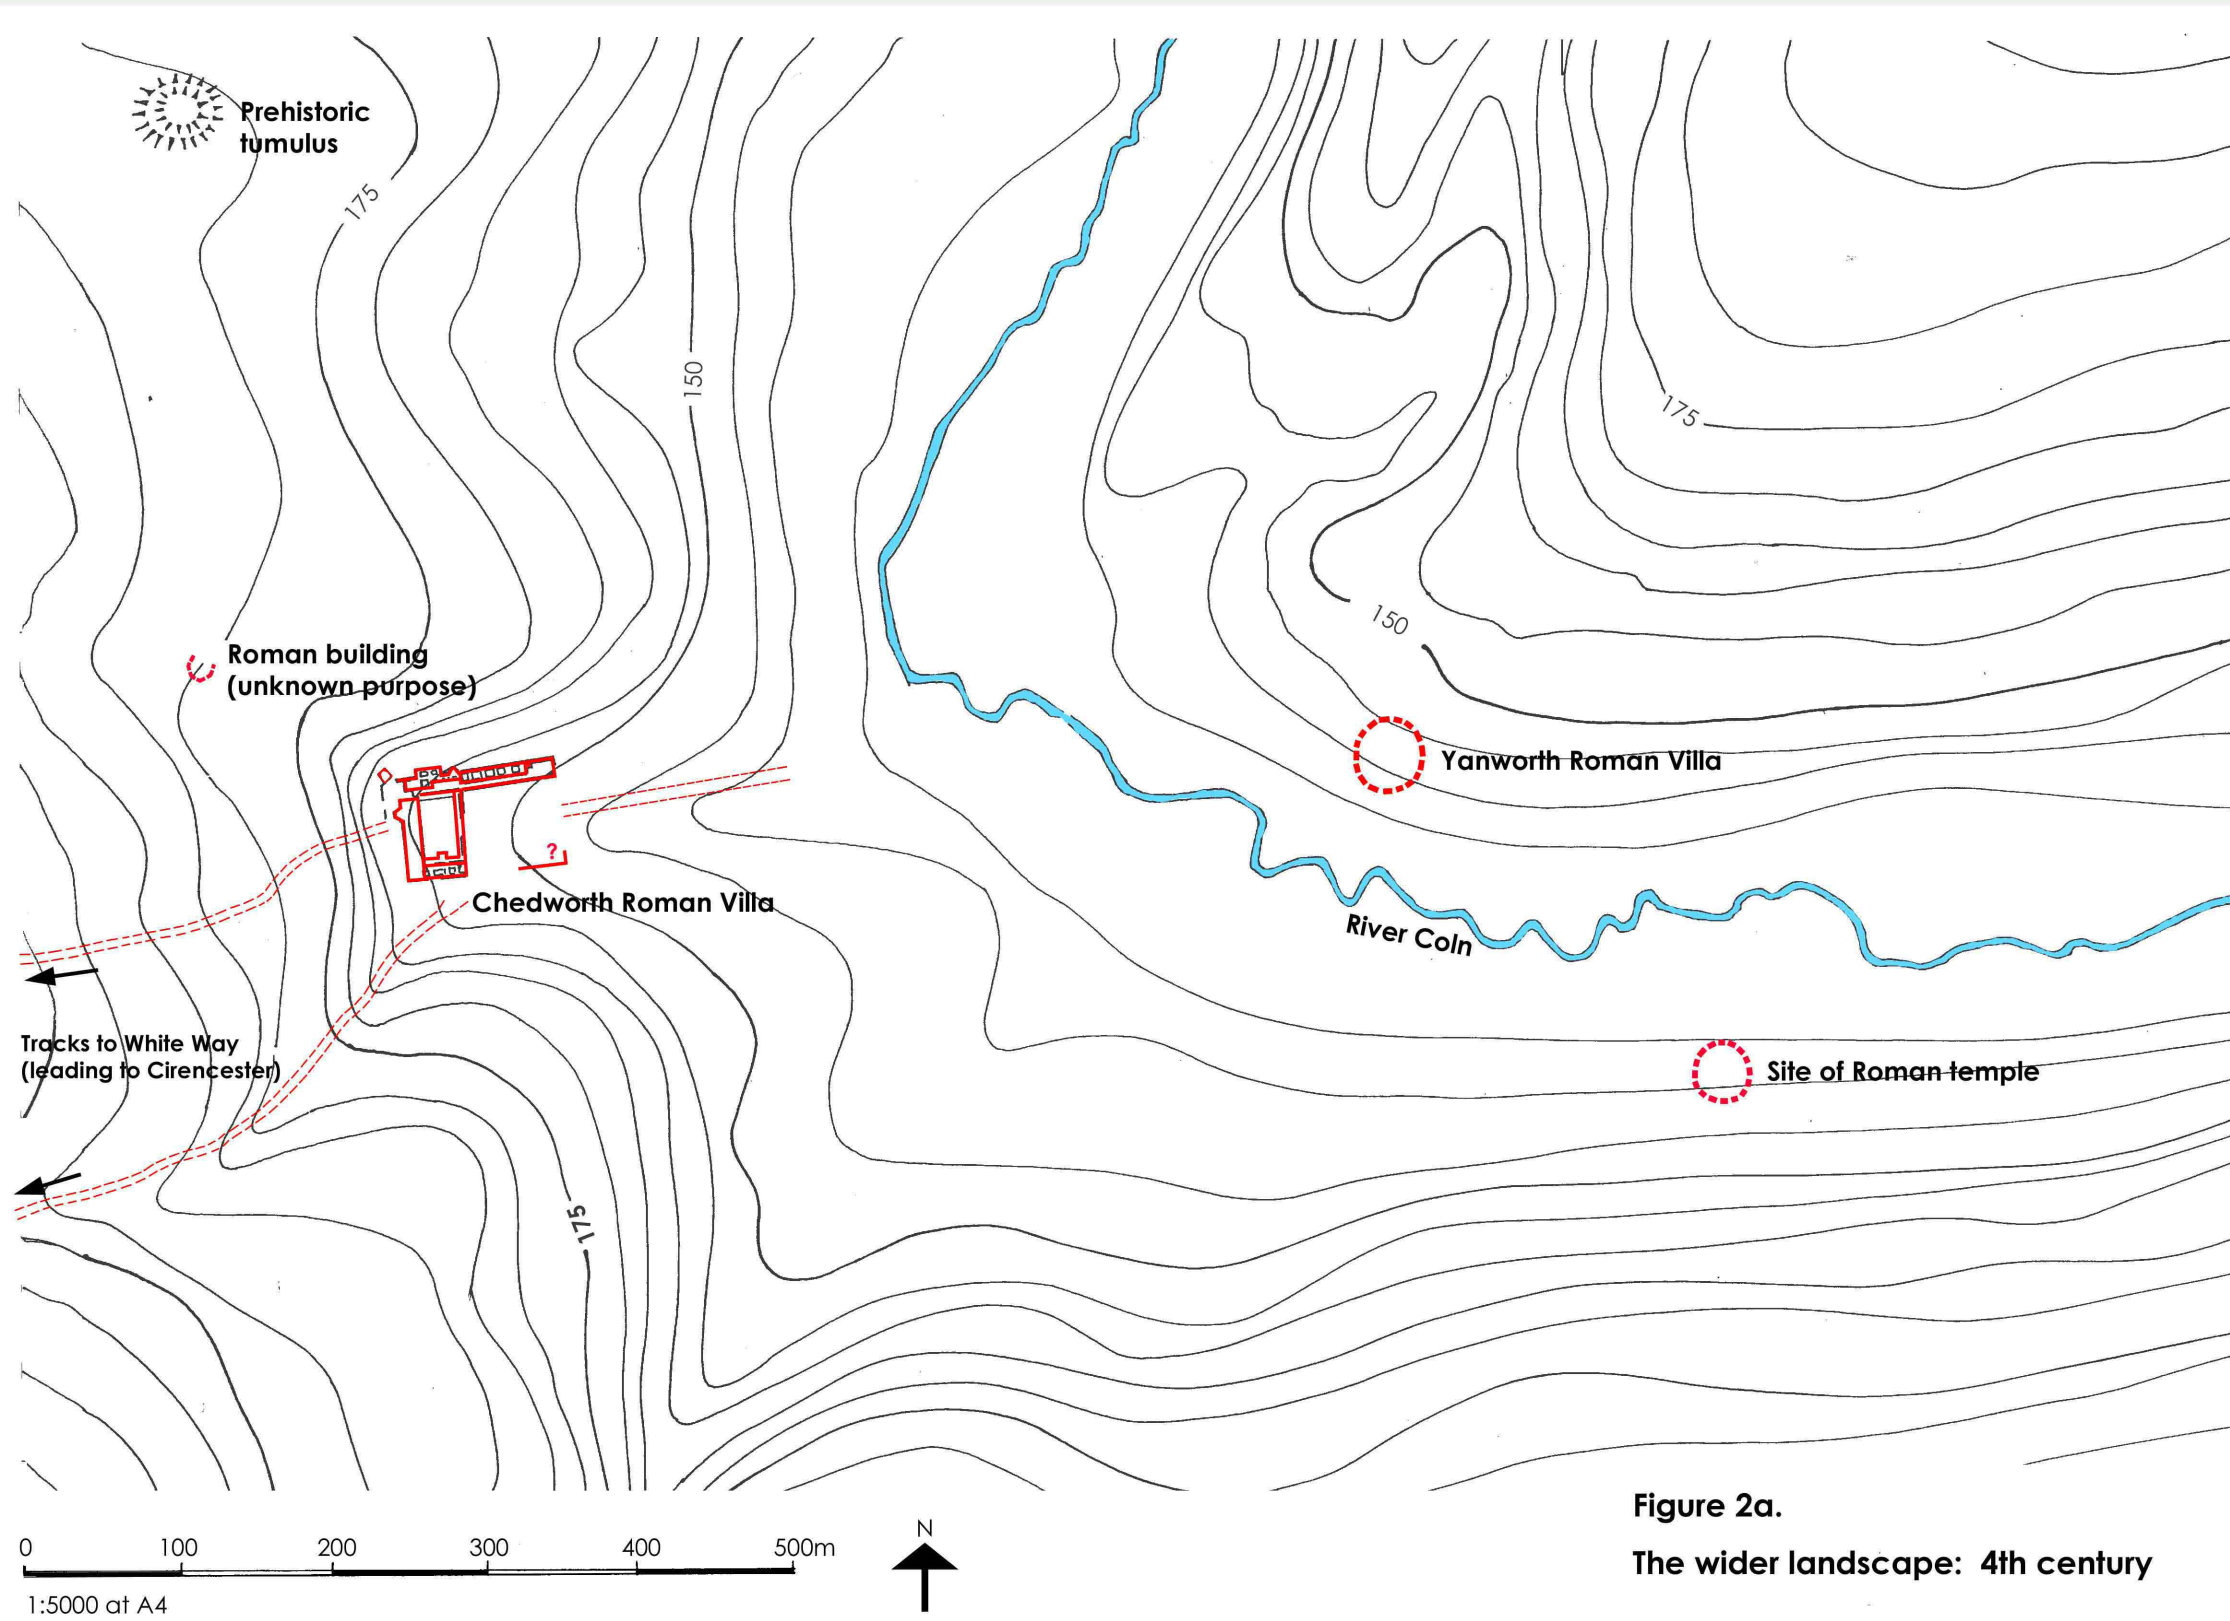 Prehistoric
tumulus
175
150
175
150
Roman building
(unknown purpose)
Yanworth Roman Villa
?
Chedworth Roman Villa
River Coln
Tracks to White Way
(leading to Cirencester)
Site of Roman temple
175
Figure 2a.
The wider landscape:  4th century
N
0 100 200 300 400 500m
1:5000 at A4